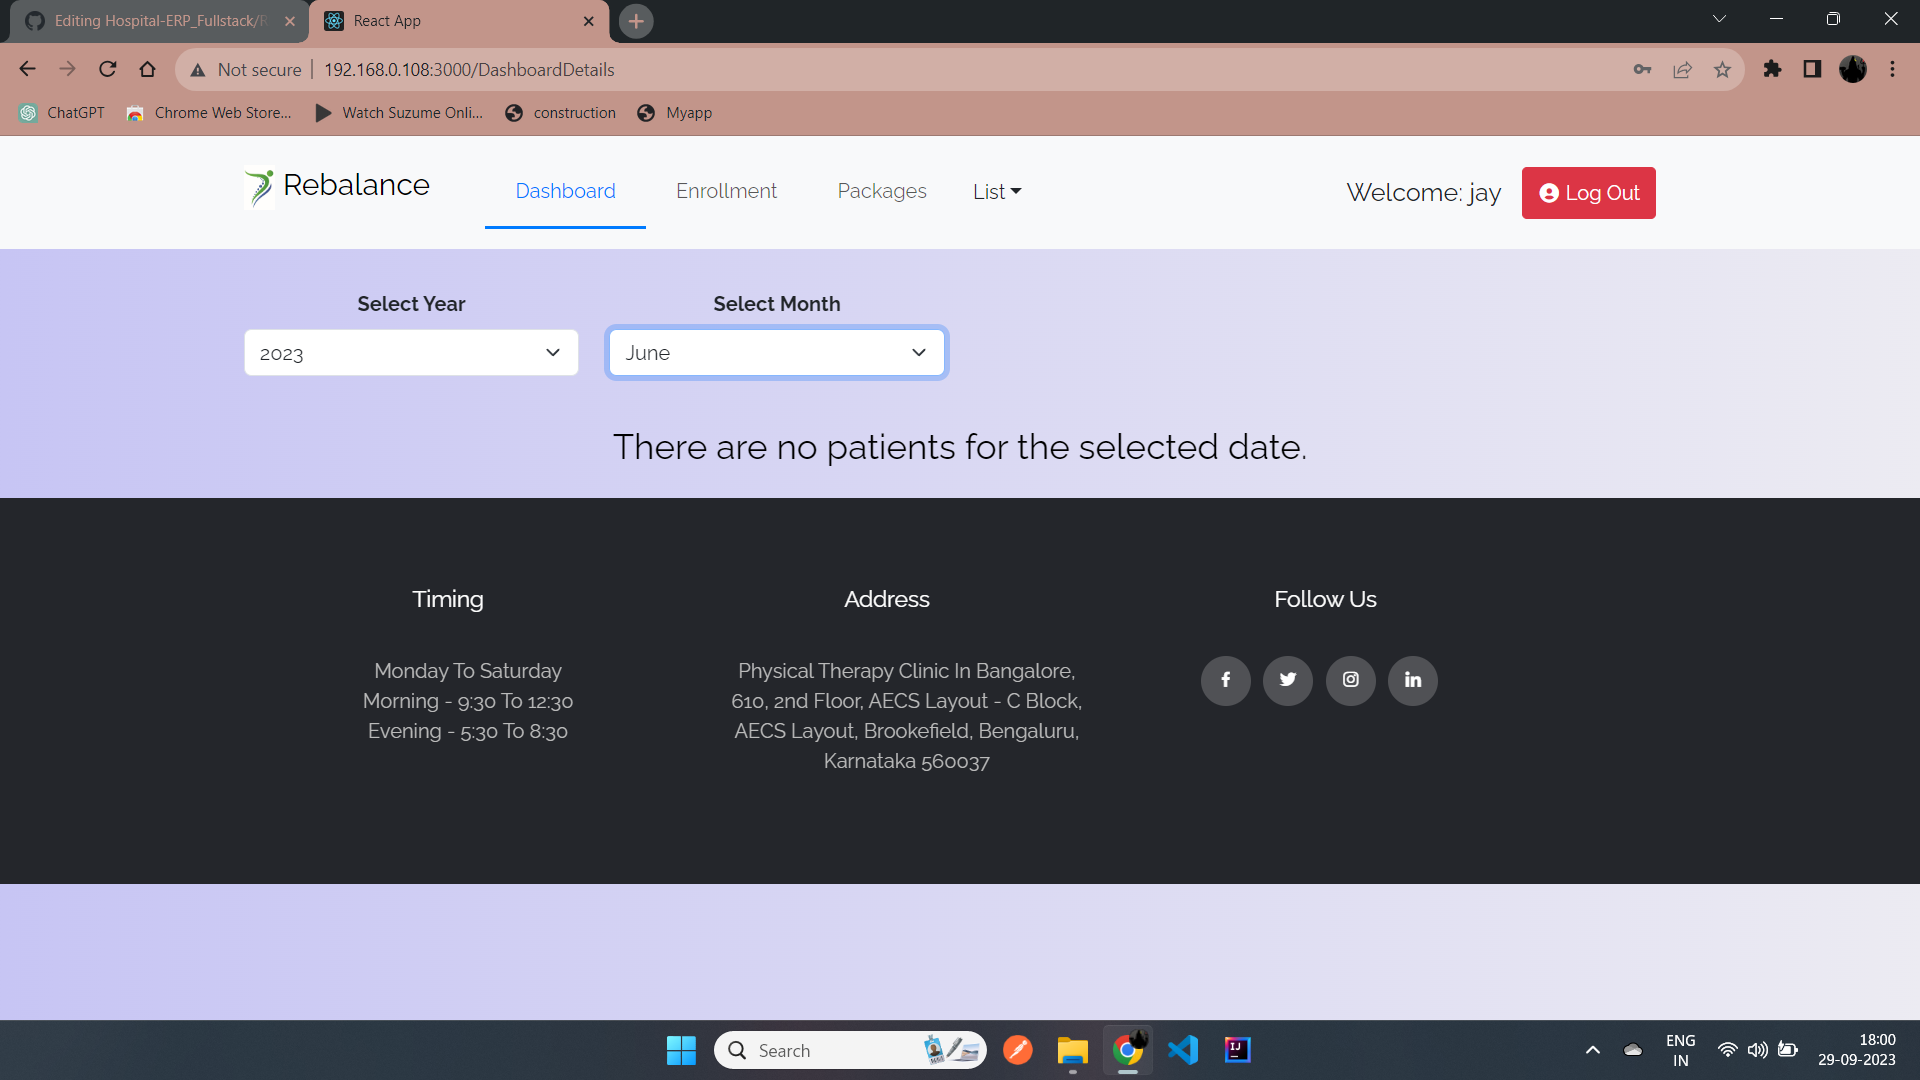 Editing Hospital-ERP_Fullstack/R
React App
Not secure
192.168.0.108:3000/DashboardDetails
ChatGPT
Chrome Web Store...
Watch Suzume Onli...
construction
Myapp
Rebalance
Dashboard
Enrollment
Packages
List
Welcome: jay
Log Out
Select Year
Select Month
2023
June
There are no patients for the selected date.
Timing
Monday To Saturday
Morning - 9:30 To 12:30
Evening - 5:30 To 8:30
Address
Physical Therapy Clinic In Bangalore,
610, 2nd Floor, AECS Layout - C Block,
AECS Layout, Brookefield, Bengaluru,
Karnataka 560037
Follow Us
Search
ENG
IN
18:00
29-09-2023